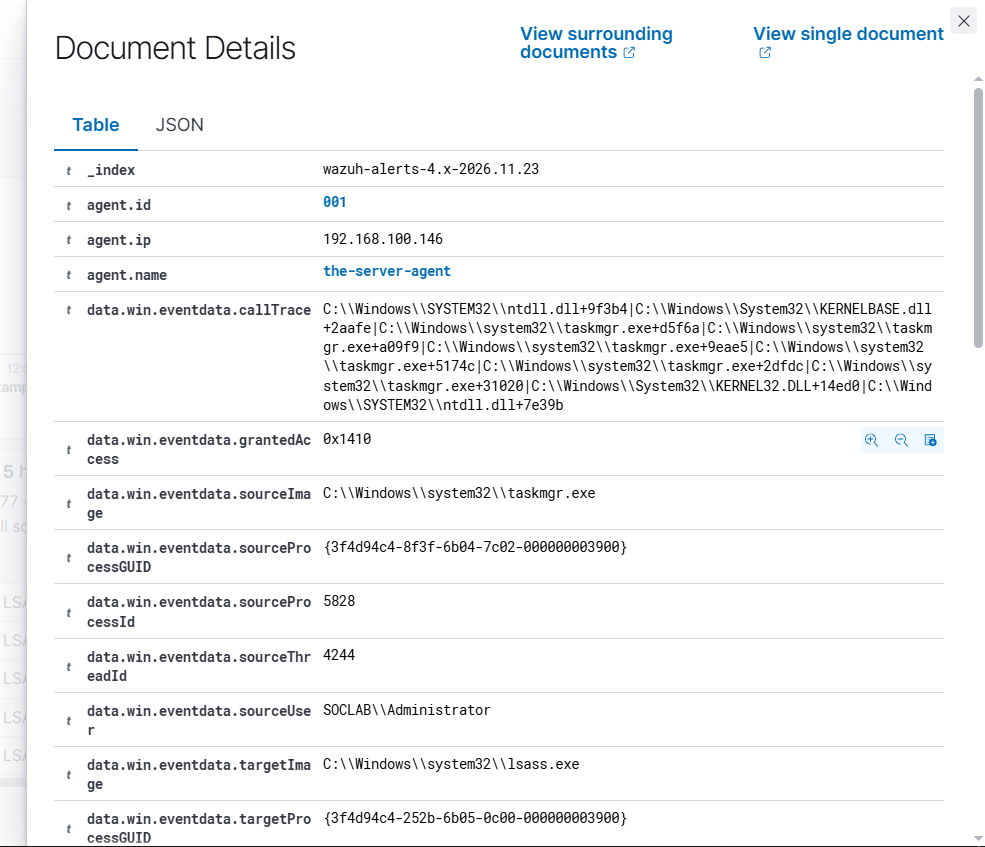 Document Details
View surrounding
documents
View single document
Table
JSON
t _index wazuh-alerts-4.x-2026.11.23
t agent.id 001
t agent.ip 192.168.100.146
t agent.name the-server-agent
t data.win.eventdata.callTrace C:\\Windows\\SYSTEM32\\ntdll.dll+9f3b4|C:\\Windows\\System32\\KERNELBASE.dll
+2aafe|C:\\Windows\\system32\\taskmgr.exe+d5f6a|C:\\Windows\\system32\\taskm
gr.exe+a09f9|C:\\Windows\\system32\\taskmgr.exe+9eae5|C:\\Windows\\system32
\\taskmgr.exe+5174c|C:\\Windows\\system32\\taskmgr.exe+2dfdc|C:\\Windows\\sy
stem32\\taskmgr.exe+31020|C:\\Windows\\System32\\KERNEL32.DLL+14ed0|C:\\Wind
ows\\SYSTEM32\\ntdll.dll+7e39b
t data.win.eventdata.grantedAc
cess
0x1410
t data.win.eventdata.sourceIma
ge
C:\\Windows\\system32\\taskmgr.exe
t data.win.eventdata.sourcePro
cessGUID
{3f4d94c4-8f3f-6b04-7c02-000000003900}
t data.win.eventdata.sourcePro
cessId
5828
t data.win.eventdata.sourceThr
eadId
4244
t data.win.eventdata.sourceUse
r
SOCLAB\\Administrator
t data.win.eventdata.targetIma
ge
C:\\Windows\\system32\\lsass.exe
t data.win.eventdata.targetPro
cessGUID
{3f4d94c4-252b-6b05-0c00-000000003900}
5 h
77
LSA
LSA
LSA
LSA
LSA